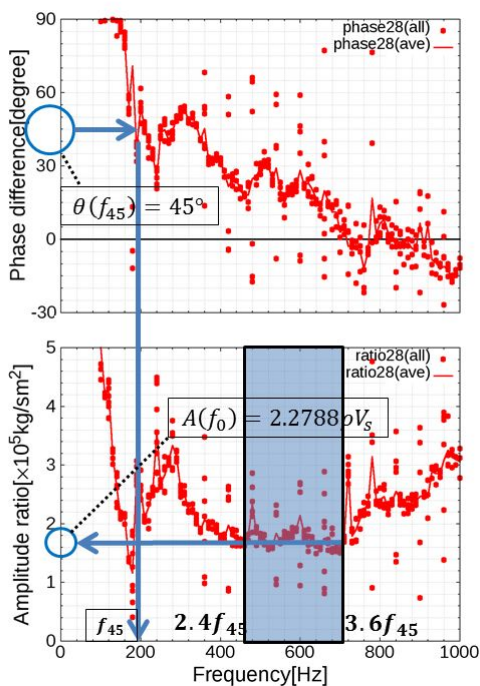 90
60
30
0
-30
Phase difference[degree]
phase28(all)
phase28(ave)
θ(f₄₅) = 45°
5
4
3
2
1
0
Amplitude ratio[×10⁵kg/sm²]
ratio28(all)
ratio28(ave)
A(f₀) = 2.2788ρVₛ
f₄₅
2.4f₄₅
3.6f₄₅
0 200 400 600 800 1000
Frequency[Hz]